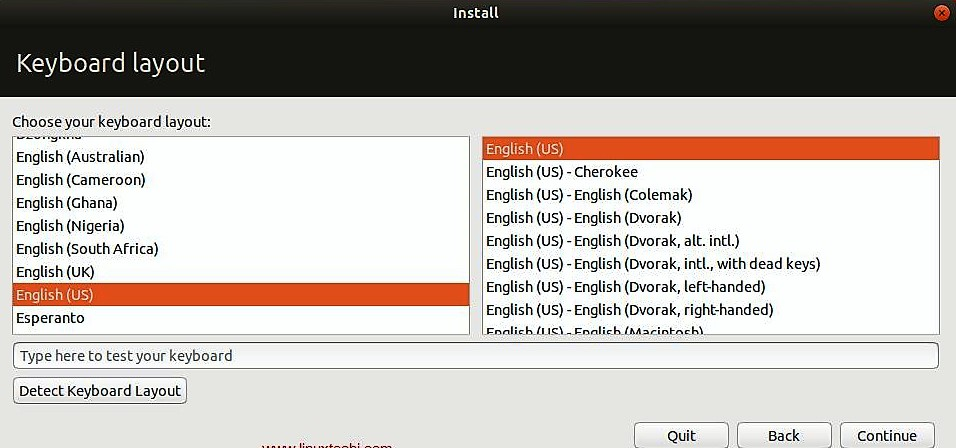 Install
Keyboard layout
Choose your keyboard layout:
Dzongkha
English (Australian)
English (Cameroon)
English (Ghana)
English (Nigeria)
English (South Africa)
English (UK)
English (US)
Esperanto
English (US)
English (US) - Cherokee
English (US) - English (Colemak)
English (US) - English (Dvorak)
English (US) - English (Dvorak, alt. intl.)
English (US) - English (Dvorak, intl., with dead keys)
English (US) - English (Dvorak, left-handed)
English (US) - English (Dvorak, right-handed)
English (US) - English (Macintosh)
Type here to test your keyboard
Detect Keyboard Layout
Quit Back Continue